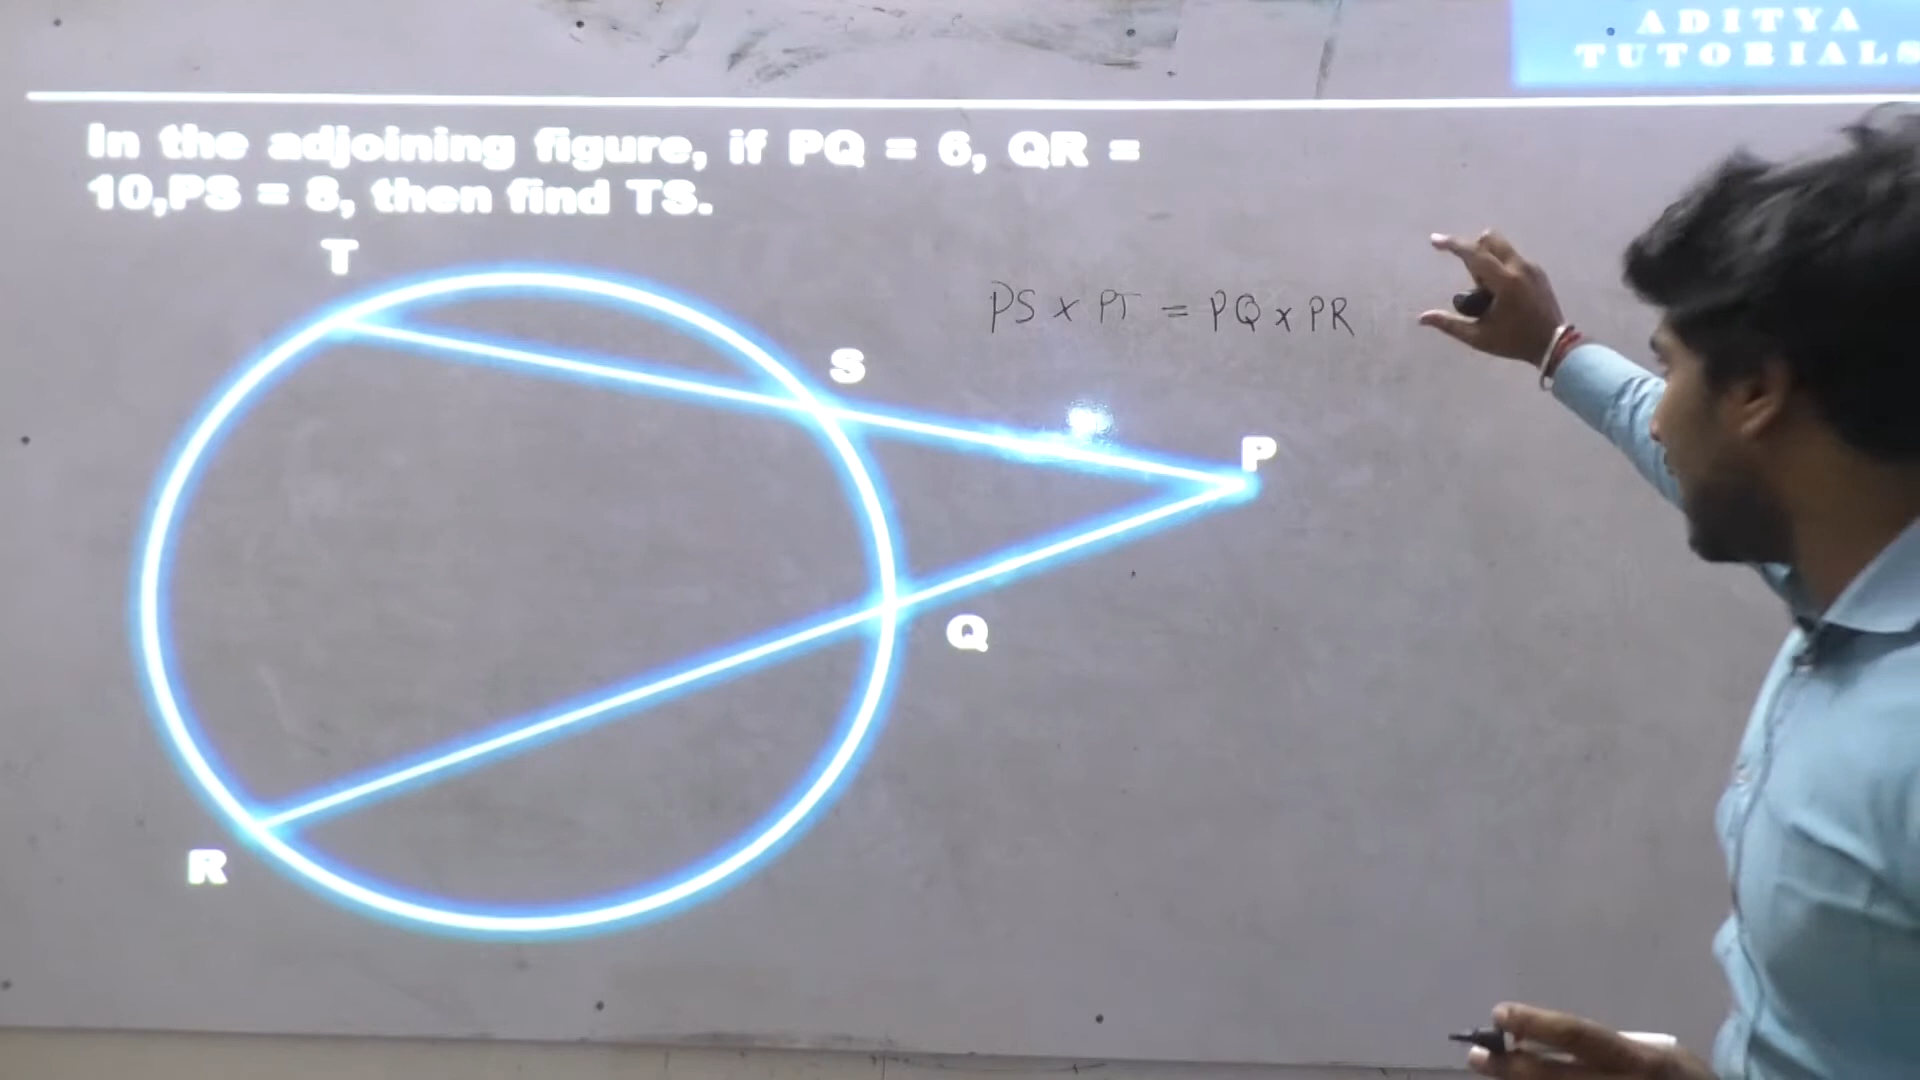 ADITYA
TUTORIALS
In the adjoining figure, if PQ = 6, QR =
10,PS = 8, then find TS.
T
PS x PT = PQ x PR
S
P
Q
R